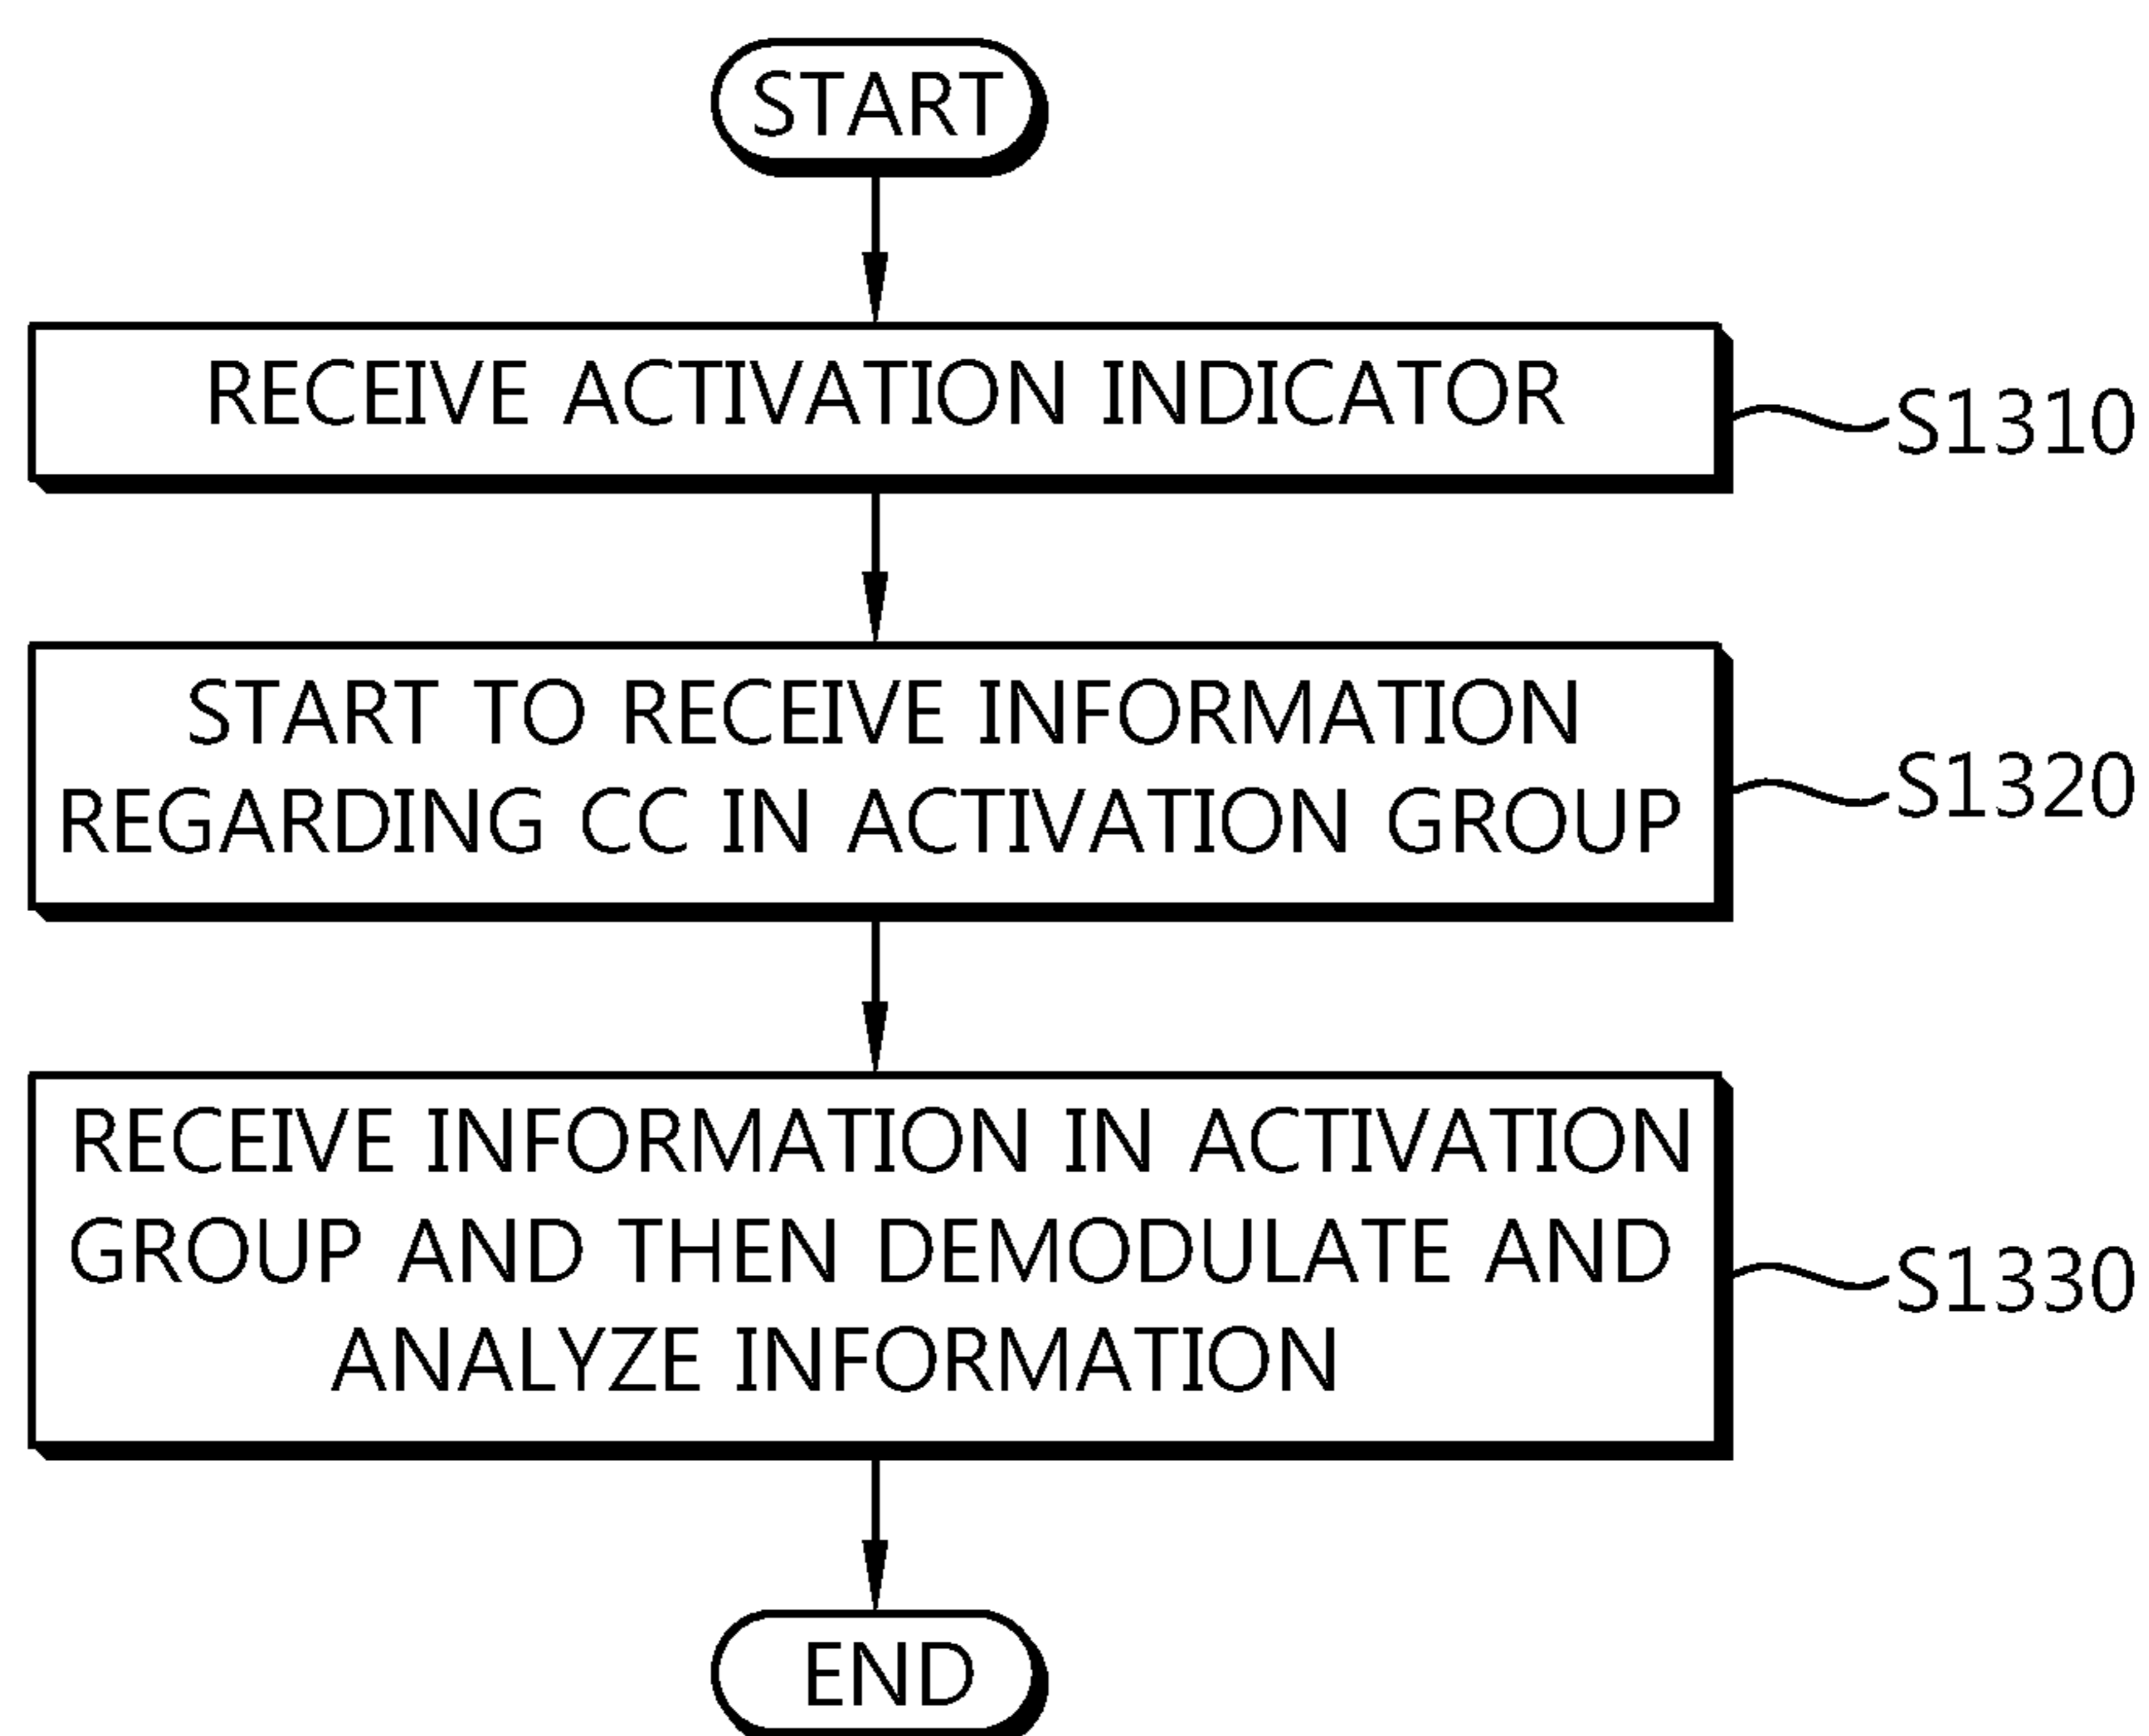 START
RECEIVE ACTIVATION INDICATOR
S1310
START TO RECEIVE INFORMATION
REGARDING CC IN ACTIVATION GROUP
S1320
RECEIVE INFORMATION IN ACTIVATION
GROUP AND THEN DEMODULATE AND
ANALYZE INFORMATION
S1330
END